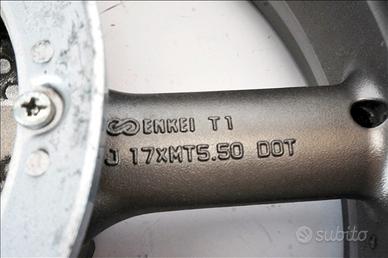 ENKEI T1
J 17XMT5.50 DOT
subito